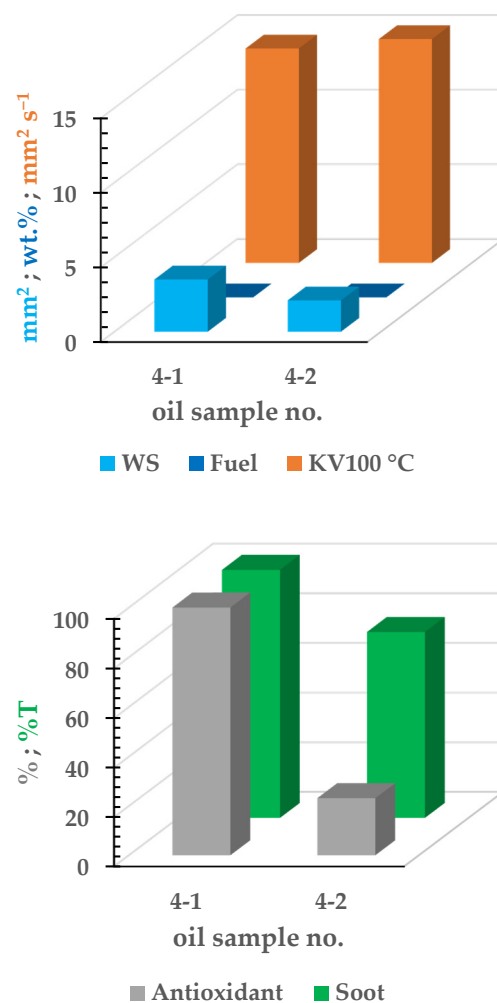 mm² ; wt.% ; mm² s⁻¹
15
10
5
0
4-1 4-2
oil sample no.
WS Fuel KV100 °C
% ; %T
100
80
60
40
20
0
4-1 4-2
oil sample no.
Antioxidant Soot